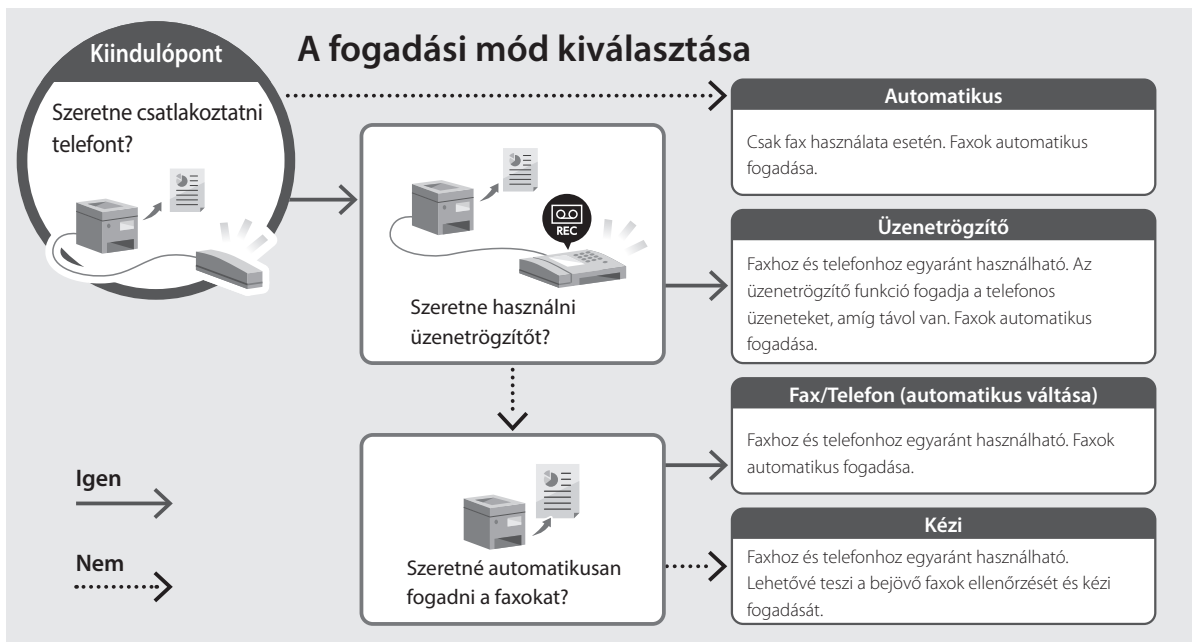 A fogadási mód kiválasztása
Kiindulópont
Szeretne csatlakoztatni
telefont?
Automatikus
Csak fax használata esetén. Faxok automatikus
fogadása.
REC
Szeretne használni
üzenetrögzítőt?
Üzenetrögzítő
Faxhoz és telefonhoz egyaránt használható. Az
üzenetrögzítő funkció fogadja a telefonos
üzeneteket, amíg távol van. Faxok automatikus
fogadása.
Fax/Telefon (automatikus váltása)
Faxhoz és telefonhoz egyaránt használható. Faxok
automatikus fogadása.
Igen
Nem
Szeretné automatikusan
fogadni a faxokat?
Kézi
Faxhoz és telefonhoz egyaránt használható.
Lehetővé teszi a bejövő faxok ellenőrzését és kézi
fogadását.